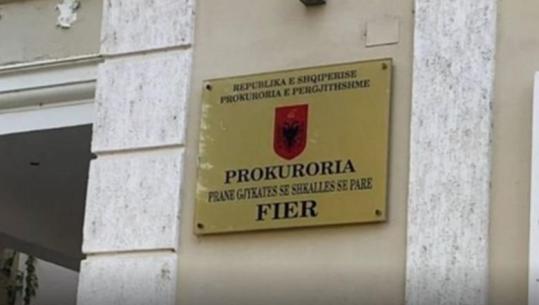 REPUBLIKA E SHQIPERISE
PROKURORIA E PERGJITHSHME
PROKURORIA
PRANE GJYKATES SE SHKALLES SE PARE
FIER